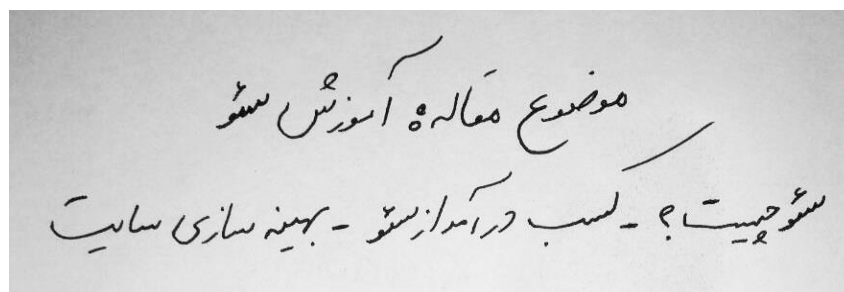 موضوع مقاله: آموزش سئو
سئو چیست؟ - کسب درآمد از سئو - بهینه سازی سایت